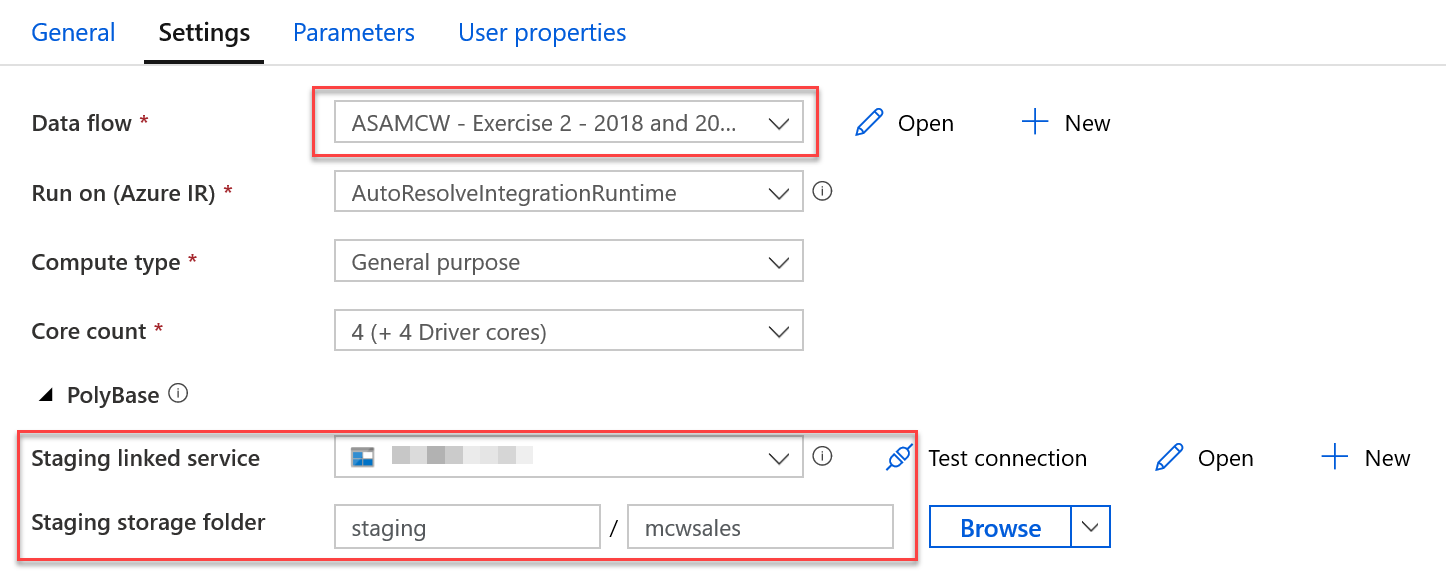 General Settings Parameters User properties
Data flow * ASAMCW - Exercise 2 - 2018 and 20... Open New
Run on (Azure IR) * AutoResolveIntegrationRuntime
Compute type * General purpose
Core count * 4 (+ 4 Driver cores)
PolyBase
Staging linked service Test connection Open New
Staging storage folder staging / mcwsales Browse